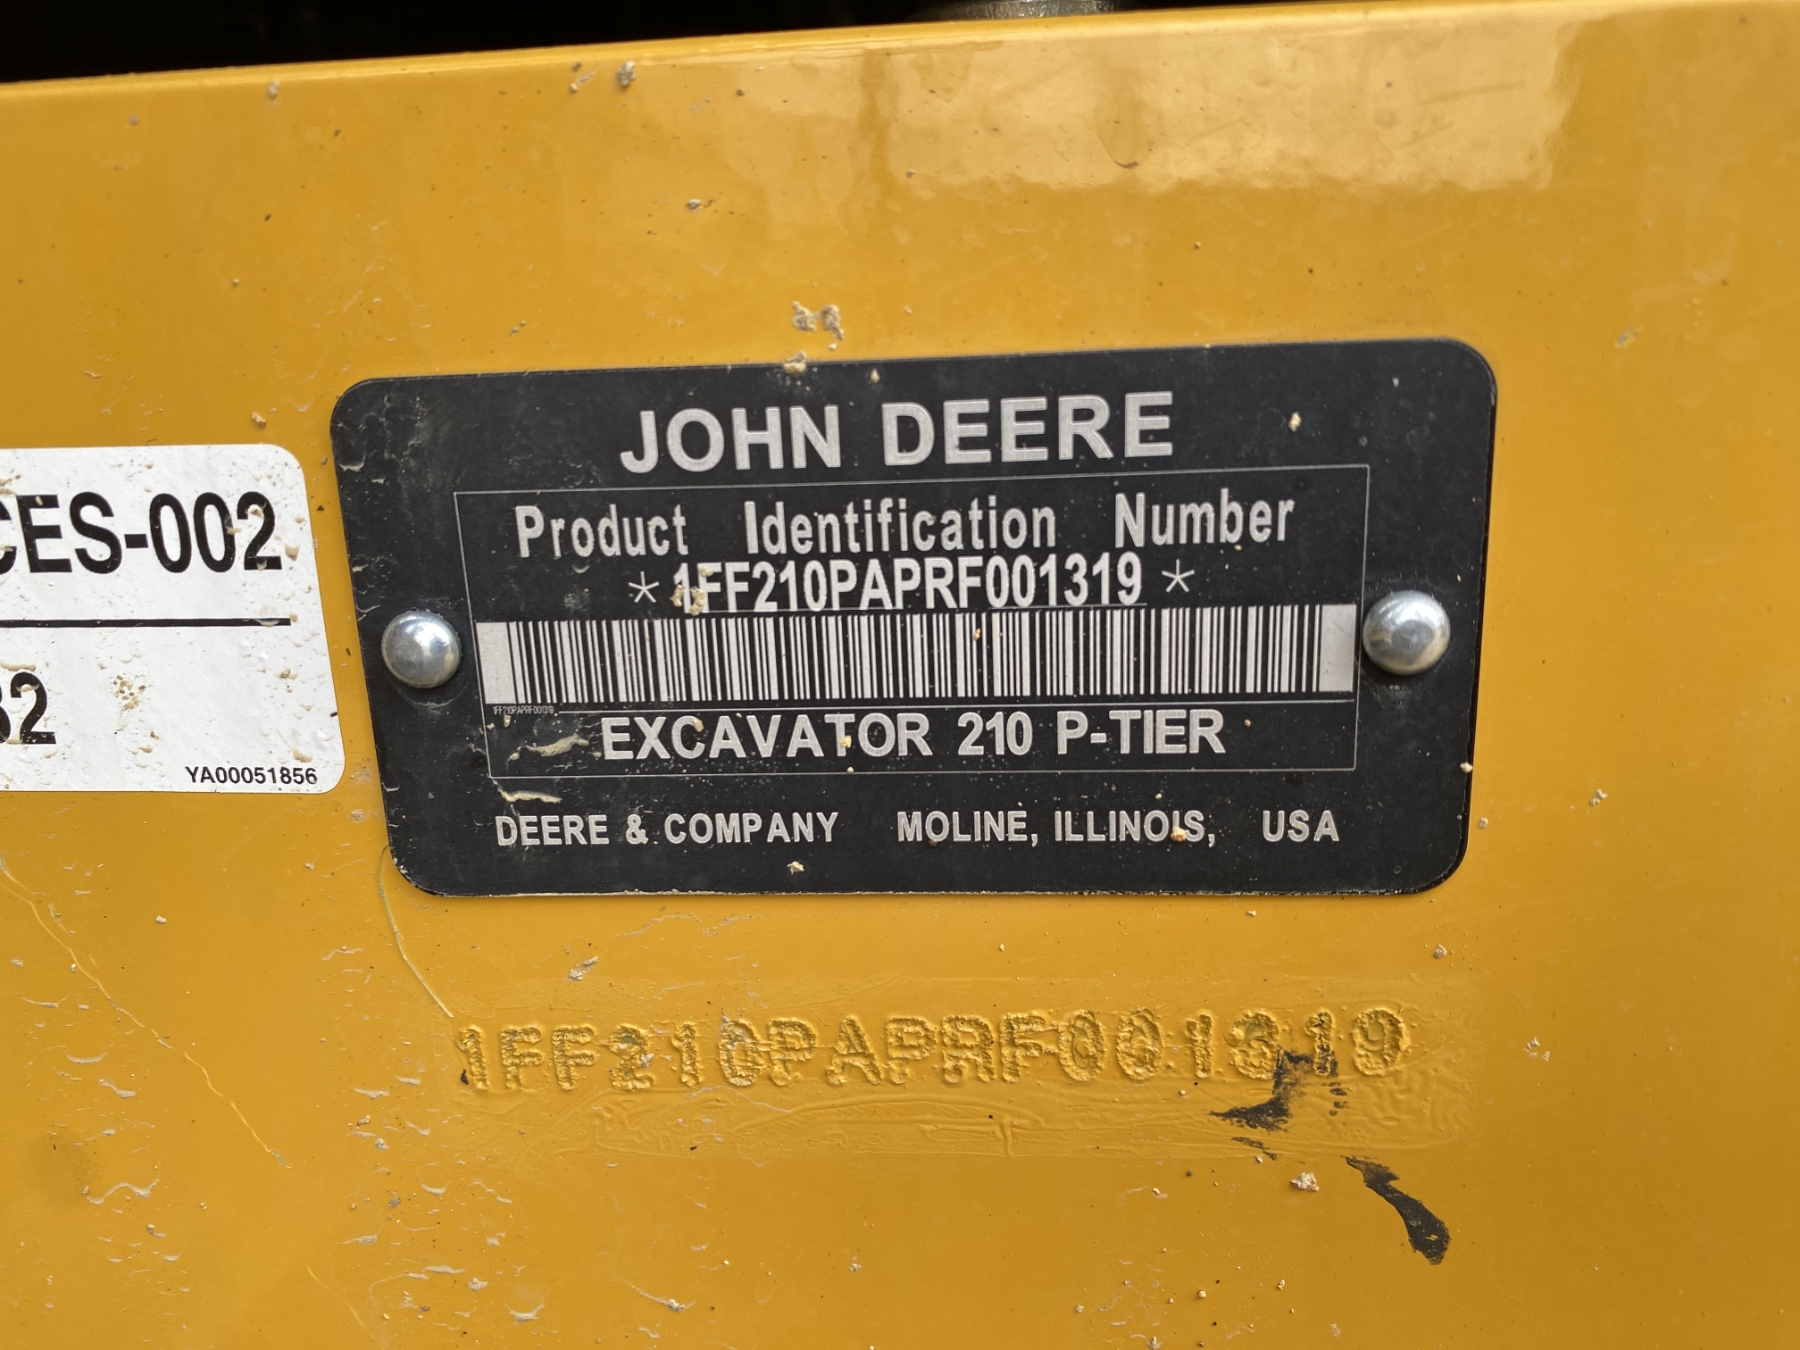 CES-002
32
YA00051856
JOHN DEERE
Product Identification Number
*1FF210PAPRF001319*
1FF210PAPRF001319
EXCAVATOR 210 P-TIER
DEERE & COMPANY MOLINE, ILLINOIS, USA
1FF210PAPRF001319